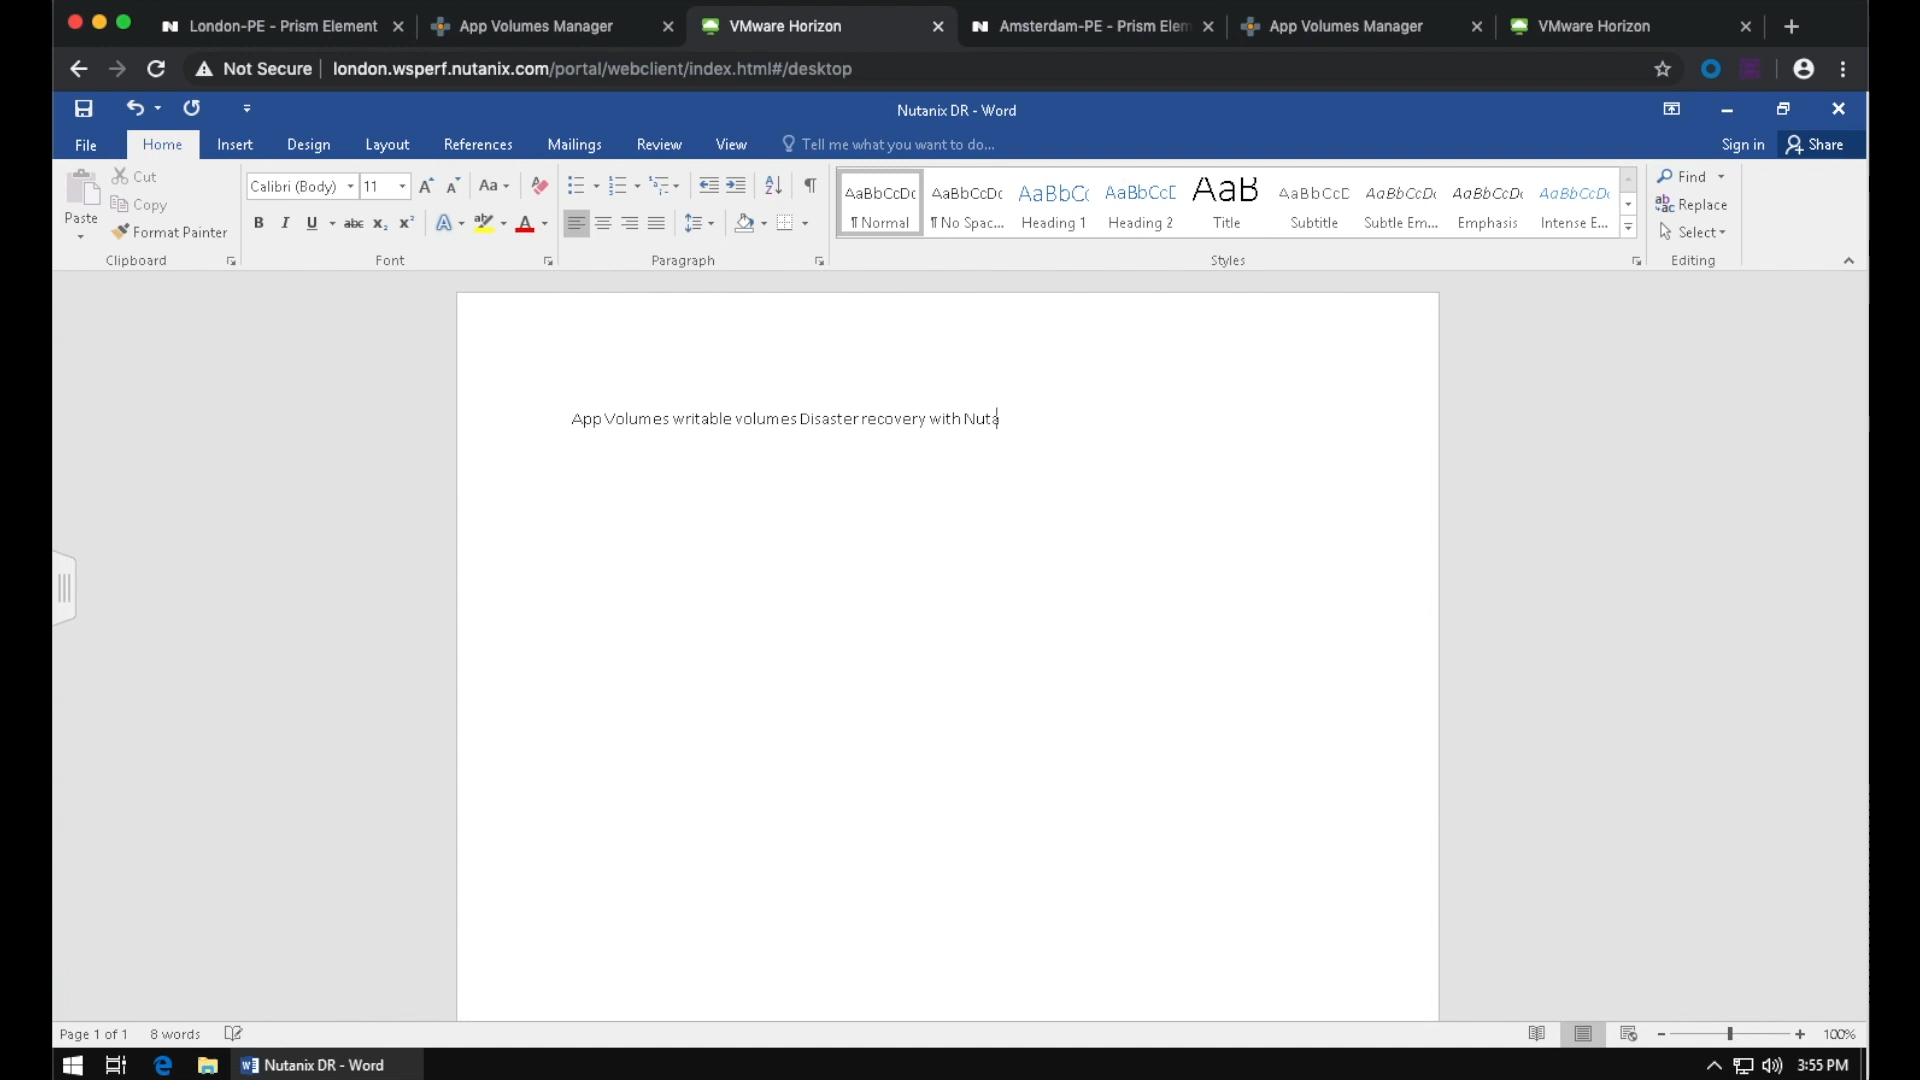 London-PE - Prism Element
App Volumes Manager
VMware Horizon
Amsterdam-PE - Prism Elem
App Volumes Manager
VMware Horizon
Not Secure
london.wsperf.nutanix.com/portal/webclient/index.html#/desktop
Nutanix DR - Word
File
Home
Insert
Design
Layout
References
Mailings
Review
View
Tell me what you want to do...
Sign in
Share
Paste
Cut
Copy
Format Painter
Clipboard
Calibri (Body)
11
Aa
B I U abc X₂ X²
Font
Paragraph
AaBbCcDc
¶ Normal
AaBbCcDc
¶ No Spac...
AaBbCc
Heading 1
AaBbCcE
Heading 2
AaB
Title
AaBbCcD
Subtitle
AaBbCcDc
Subtle Em...
AaBbCcDc
Emphasis
AaBbCcDc
Intense E...
Styles
Find
Replace
Select
Editing
App Volumes writable volumes Disaster recovery with Nuta
Page 1 of 1
8 words
100%
Nutanix DR - Word
3:55 PM